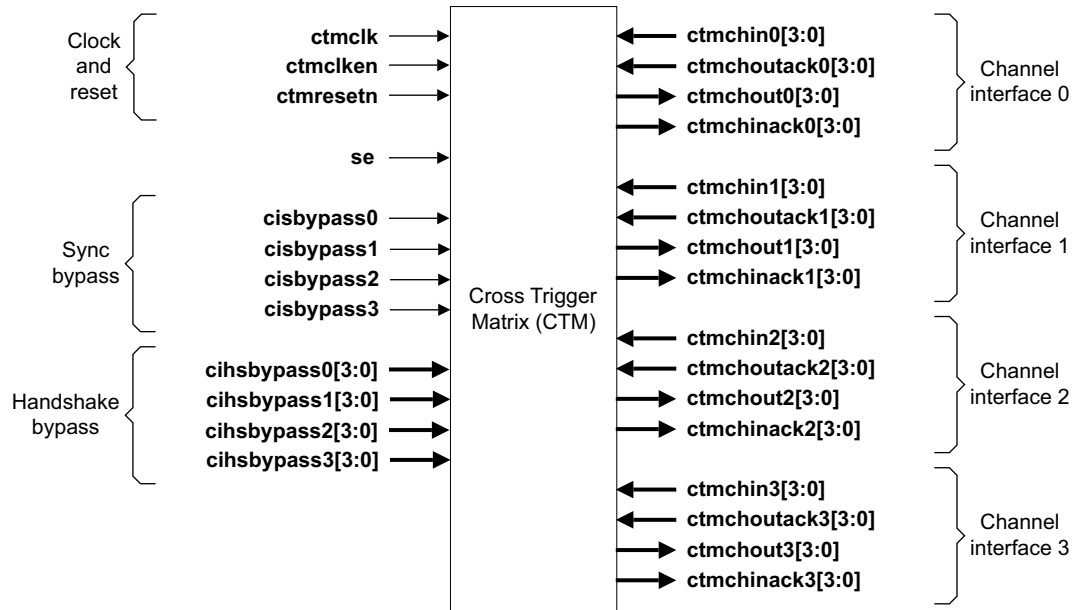 Clock
and
reset
ctmclk
ctmclken
ctmresetn
se
Sync
bypass
cisbypass0
cisbypass1
cisbypass2
cisbypass3
Handshake
bypass
cihsbypass0[3:0]
cihsbypass1[3:0]
cihsbypass2[3:0]
cihsbypass3[3:0]
Cross Trigger
Matrix (CTM)
ctmchin0[3:0]
ctmchoutack0[3:0]
ctmchout0[3:0]
ctmchinack0[3:0]
Channel
interface 0
ctmchin1[3:0]
ctmchoutack1[3:0]
ctmchout1[3:0]
ctmchinack1[3:0]
Channel
interface 1
ctmchin2[3:0]
ctmchoutack2[3:0]
ctmchout2[3:0]
ctmchinack2[3:0]
Channel
interface 2
ctmchin3[3:0]
ctmchoutack3[3:0]
ctmchout3[3:0]
ctmchinack3[3:0]
Channel
interface 3